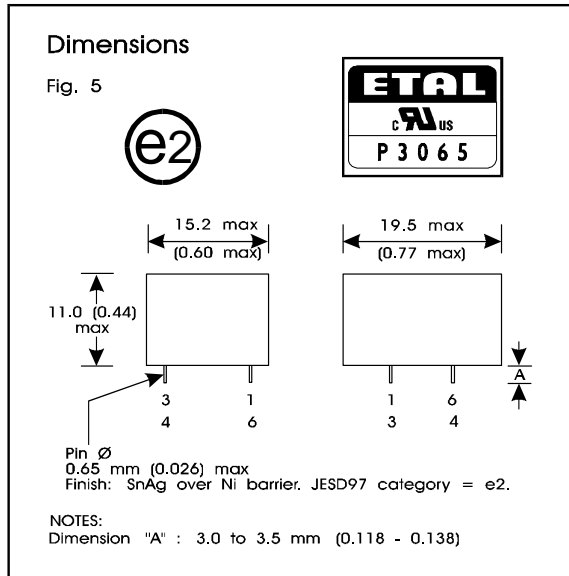 Dimensions
Fig. 5
e2
ETAL
c RU us
P3065
15.2 max
(0.60 max)
19.5 max
(0.77 max)
11.0 (0.44)
max
A
3 1 1 6
4 6 3 4
Pin Ø
0.65 mm (0.026) max
Finish: SnAg over Ni barrier. JESD97 category = e2.
NOTES:
Dimension "A" : 3.0 to 3.5 mm (0.118 - 0.138)